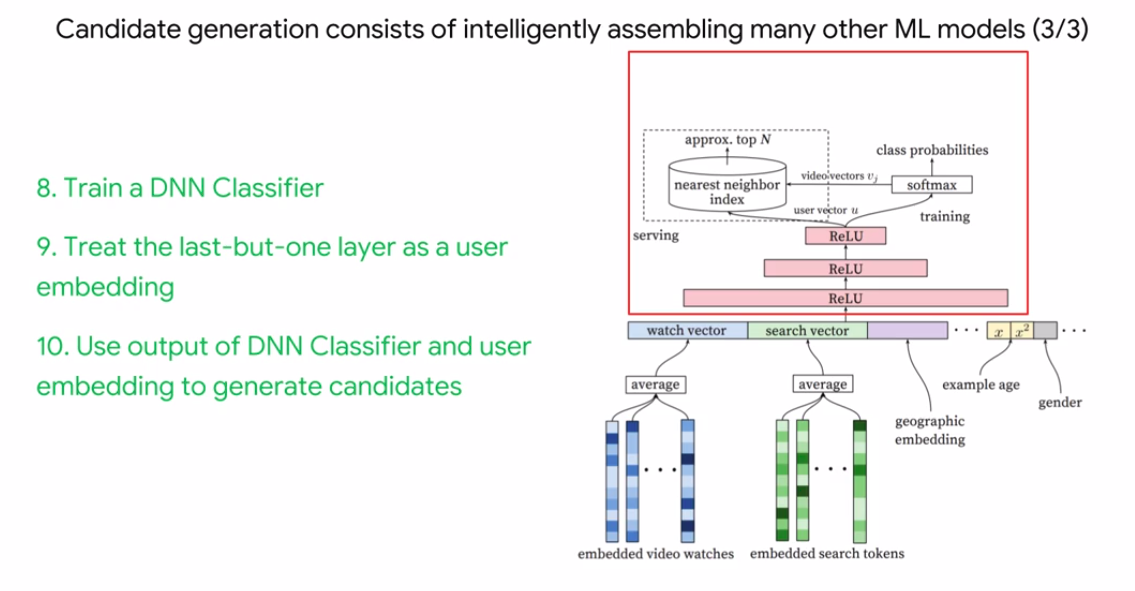 Candidate generation consists of intelligently assembling many other ML models (3/3)
8. Train a DNN Classifier
9. Treat the last-but-one layer as a user
embedding
10. Use output of DNN Classifier and user
embedding to generate candidates
approx. top N
class probabilities
nearest neighbor
index
video vectors vⱼ
softmax
user vector u
training
serving
ReLU
ReLU
ReLU
watch vector
search vector
. . .
x
x²
. . .
average
average
example age
gender
geographic
embedding
. . .
. . .
embedded video watches
embedded search tokens